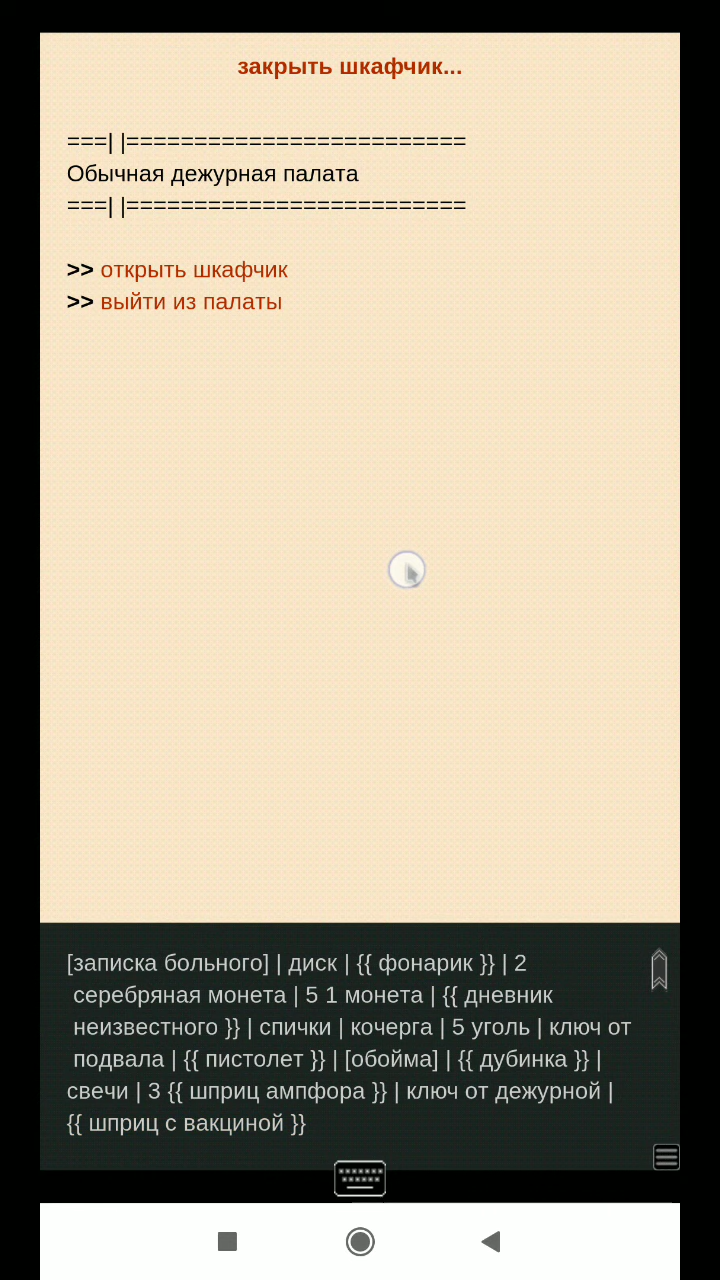 закрыть шкафчик...
===| |=========================
Обычная дежурная палата
===| |=========================
>> открыть шкафчик
>> выйти из палаты
[записка больного] | диск | {{ фонарик }} | 2
серебряная монета | 5 1 монета | {{ дневник
неизвестного }} | спички | кочерга | 5 уголь | ключ от
подвала | {{ пистолет }} | [обойма] | {{ дубинка }} |
свечи | 3 {{ шприц ампфора }} | ключ от дежурной |
{{ шприц с вакциной }}